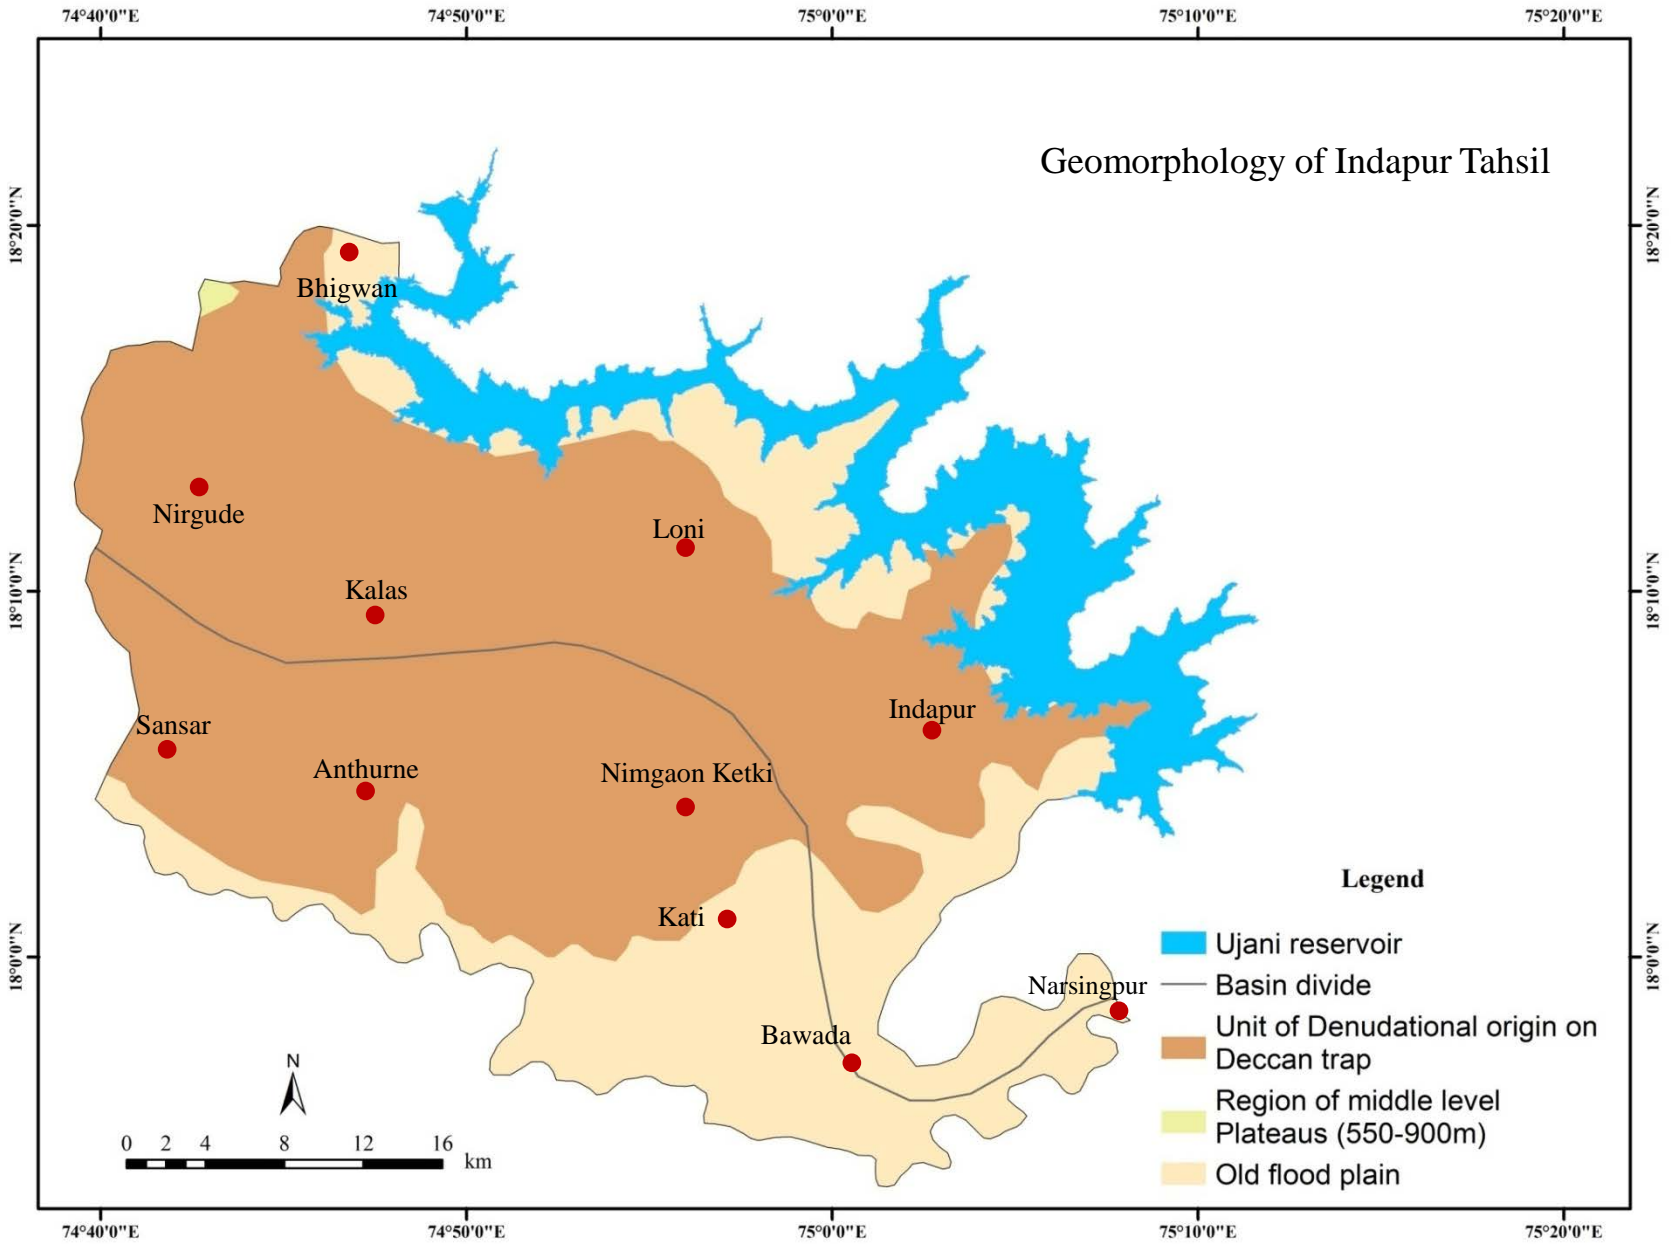 74°40'0"E
74°50'0"E
75°0'0"E
75°10'0"E
75°20'0"E
Geomorphology of Indapur Tahsil
18°20'0"N
18°20'0"N
Bhigwan
Nirgude
Loni
Kalas
18°10'0"N
18°10'0"N
Sansar
Indapur
Anthurne
Nimgaon Ketki
Kati
Legend
Ujani reservoir
18°0'0"N
18°0'0"N
Narsingpur
Basin divide
Bawada
Unit of Denudational origin on
Deccan trap
Region of middle level
Plateaus (550-900m)
Old flood plain
N
0 2 4 8 12 16
km
74°40'0"E
74°50'0"E
75°0'0"E
75°10'0"E
75°20'0"E